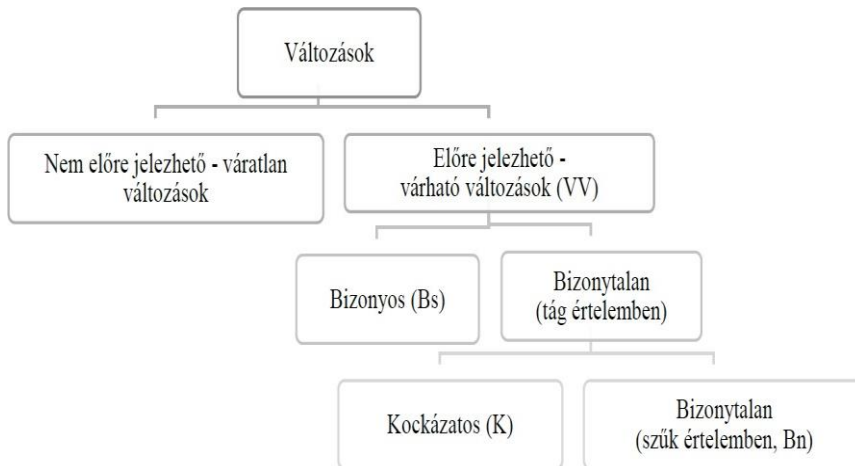 Változások
Nem előre jelezhető - váratlan
változások
Előre jelezhető -
várható változások (VV)
Bizonyos (Bs)
Bizonytalan
(tág értelemben)
Kockázatos (K)
Bizonytalan
(szűk értelemben, Bn)